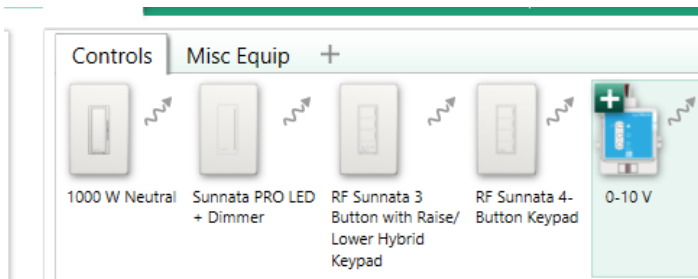 Controls
Misc Equip
1000 W Neutral
Sunnata PRO LED
+ Dimmer
RF Sunnata 3
Button with Raise/
Lower Hybrid
Keypad
RF Sunnata 4-
Button Keypad
0-10 V